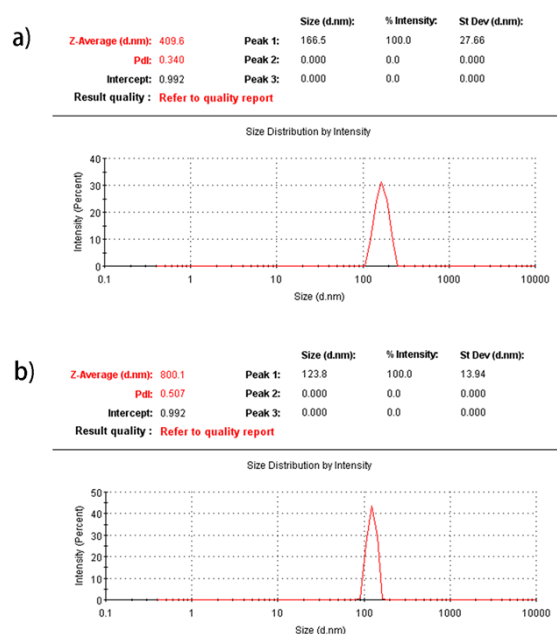 a)
Size (d.nm): % Intensity: St Dev (d.nm):
Z-Average (d.nm): 409.6 Peak 1: 166.5 100.0 27.66
PdI: 0.340 Peak 2: 0.000 0.0 0.000
Intercept: 0.992 Peak 3: 0.000 0.0 0.000
Result quality : Refer to quality report
Size Distribution by Intensity
Intensity (Percent)
40
30
20
10
0
0.1 1 10 100 1000 10000
Size (d.nm)
b)
Size (d.nm): % Intensity: St Dev (d.nm):
Z-Average (d.nm): 800.1 Peak 1: 123.8 100.0 13.94
PdI: 0.507 Peak 2: 0.000 0.0 0.000
Intercept: 0.992 Peak 3: 0.000 0.0 0.000
Result quality : Refer to quality report
Size Distribution by Intensity
Intensity (Percent)
50
40
30
20
10
0
0.1 1 10 100 1000 10000
Size (d.nm)